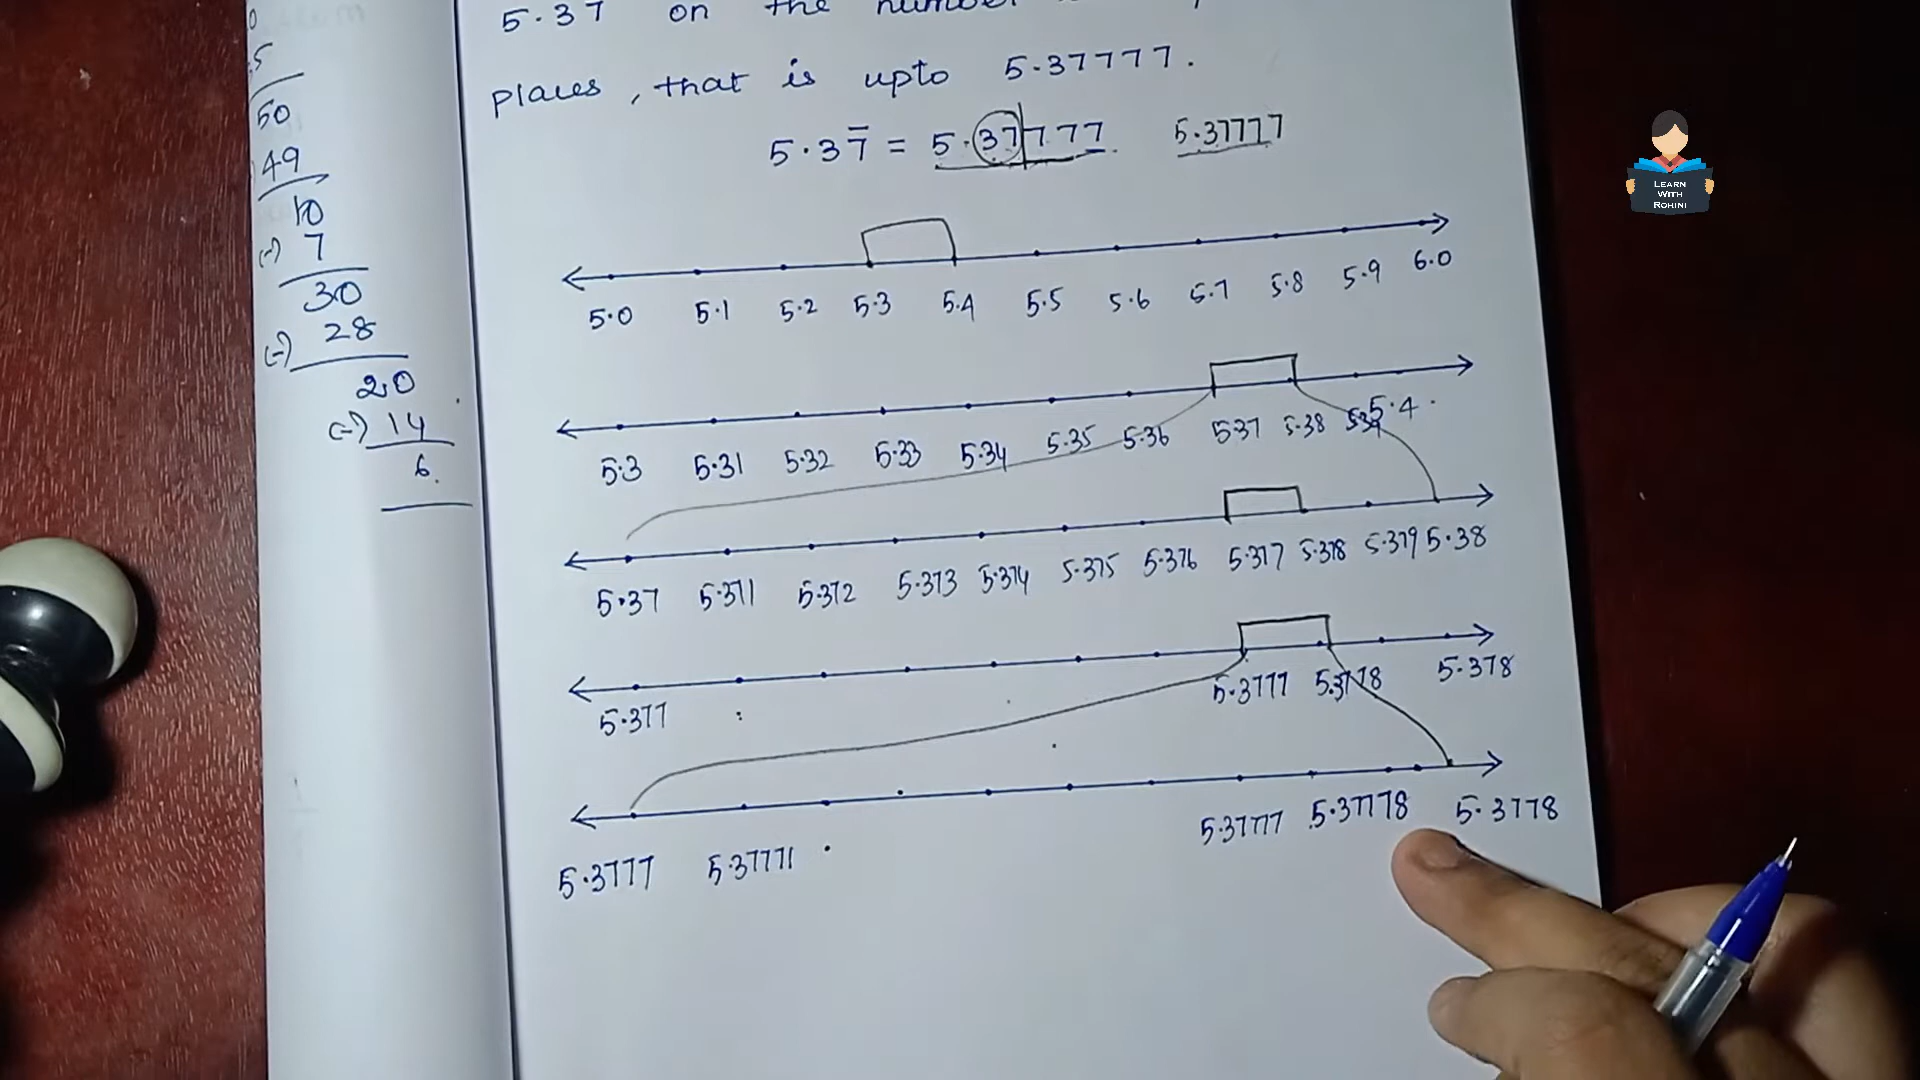 0
.5
50
49
10
(-) 7
30
(-) 28
20
(-) 14
6.
5.37 on the number
places, that is upto 5.37777.
5.37̅ = 5.37777. 5.37777
LEARN
WITH
ROHINI
5.0 5.1 5.2 5.3 5.4 5.5 5.6 5.7 5.8 5.9 6.0
5.3 5.31 5.32 5.33 5.34 5.35 5.36 5.37 5.38 5.39 5.4
5.37 5.371 5.372 5.373 5.374 5.375 5.376 5.377 5.378 5.379 5.38
5.377 5.3777 5.3778 5.378
5.3777 5.37771 5.37777 5.37778 5.3778